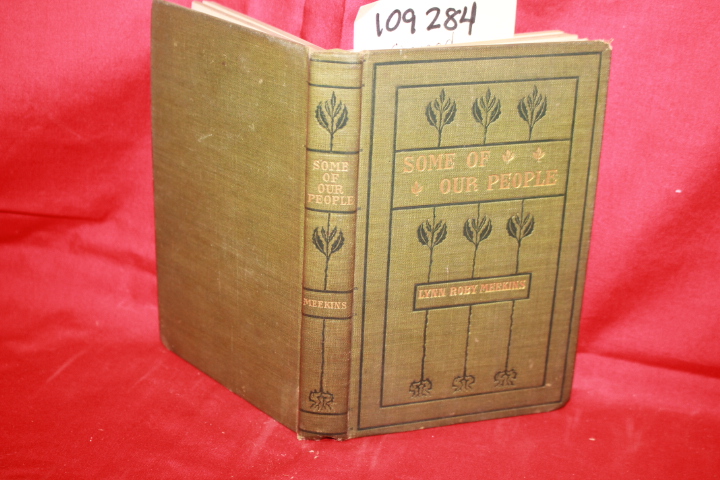 109284
SOME
OF
OUR
PEOPLE
MEEKINS
SOME OF
OUR PEOPLE
LYNN ROBY MEEKINS